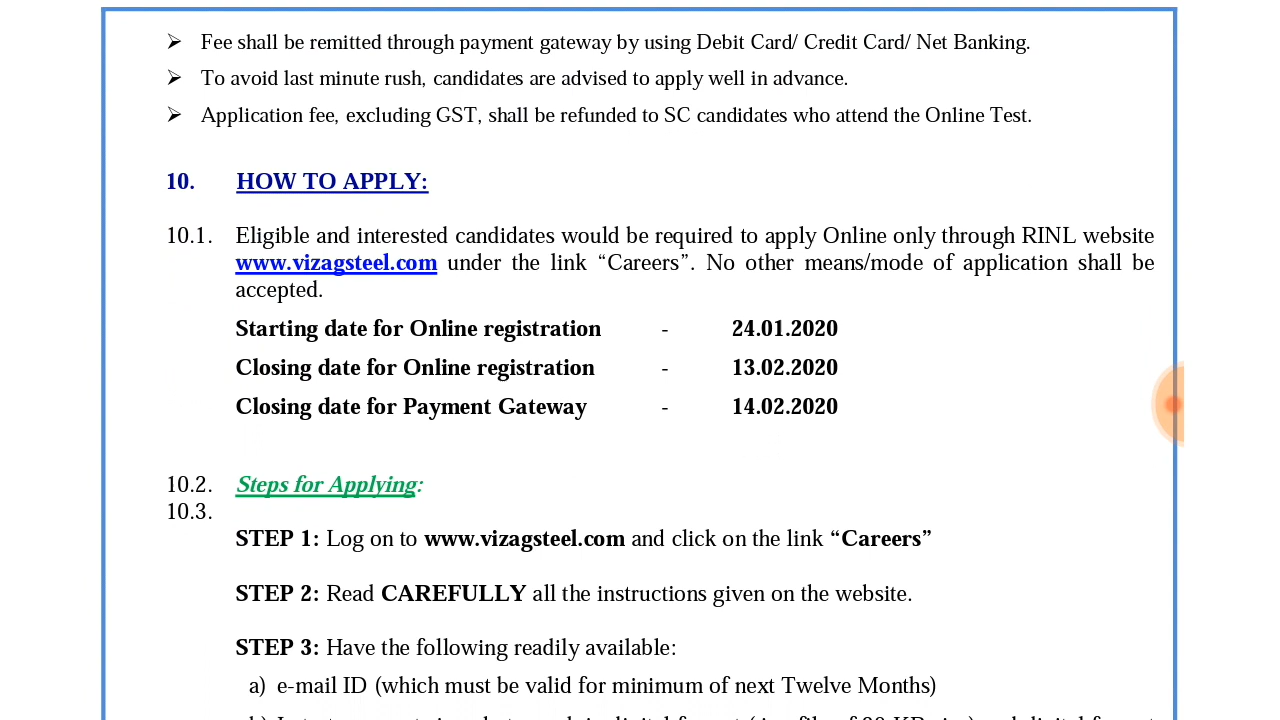 ➢ Fee shall be remitted through payment gateway by using Debit Card/ Credit Card/ Net Banking.
➢ To avoid last minute rush, candidates are advised to apply well in advance.
➢ Application fee, excluding GST, shall be refunded to SC candidates who attend the Online Test.
10. HOW TO APPLY:
10.1. Eligible and interested candidates would be required to apply Online only through RINL website
www.vizagsteel.com under the link “Careers”. No other means/mode of application shall be
accepted.
Starting date for Online registration - 24.01.2020
Closing date for Online registration - 13.02.2020
Closing date for Payment Gateway - 14.02.2020
10.2. Steps for Applying:
10.3.
STEP 1: Log on to www.vizagsteel.com and click on the link “Careers”
STEP 2: Read CAREFULLY all the instructions given on the website.
STEP 3: Have the following readily available:
a) e-mail ID (which must be valid for minimum of next Twelve Months)